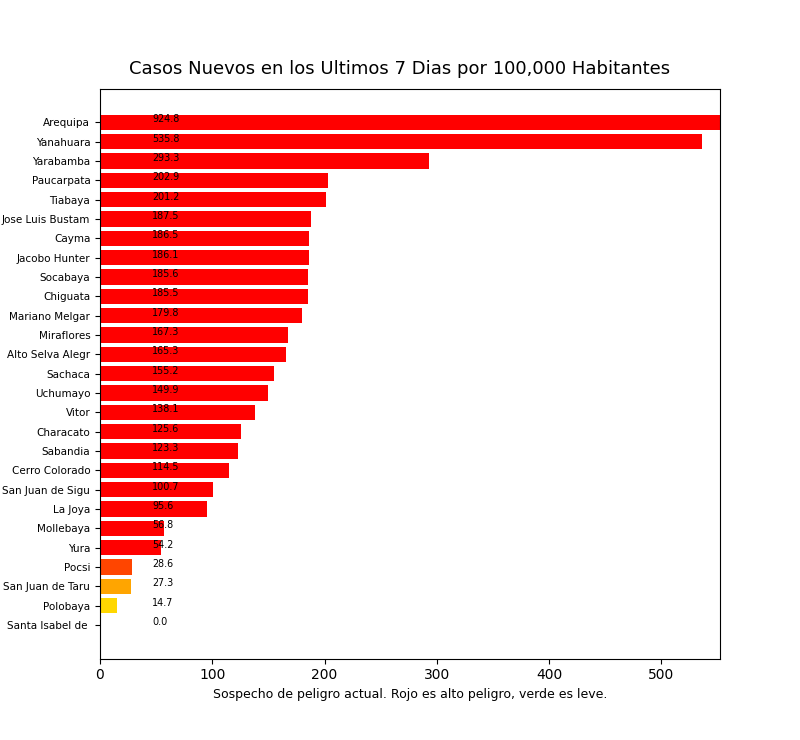 Casos Nuevos en los Ultimos 7 Dias por 100,000 Habitantes
Arequipa 924.8
Yanahuara 535.8
Yarabamba 293.3
Paucarpata 202.9
Tiabaya 201.2
Jose Luis Bustam 187.5
Cayma 186.5
Jacobo Hunter 186.1
Socabaya 185.6
Chiguata 185.5
Mariano Melgar 179.8
Miraflores 167.3
Alto Selva Alegr 165.3
Sachaca 155.2
Uchumayo 149.9
Vitor 138.1
Characato 125.6
Sabandia 123.3
Cerro Colorado 114.5
San Juan de Sigu 100.7
La Joya 95.6
Mollebaya 56.8
Yura 54.2
Pocsi 28.6
San Juan de Taru 27.3
Polobaya 14.7
Santa Isabel de 0.0
0 100 200 300 400 500
Sospecho de peligro actual. Rojo es alto peligro, verde es leve.